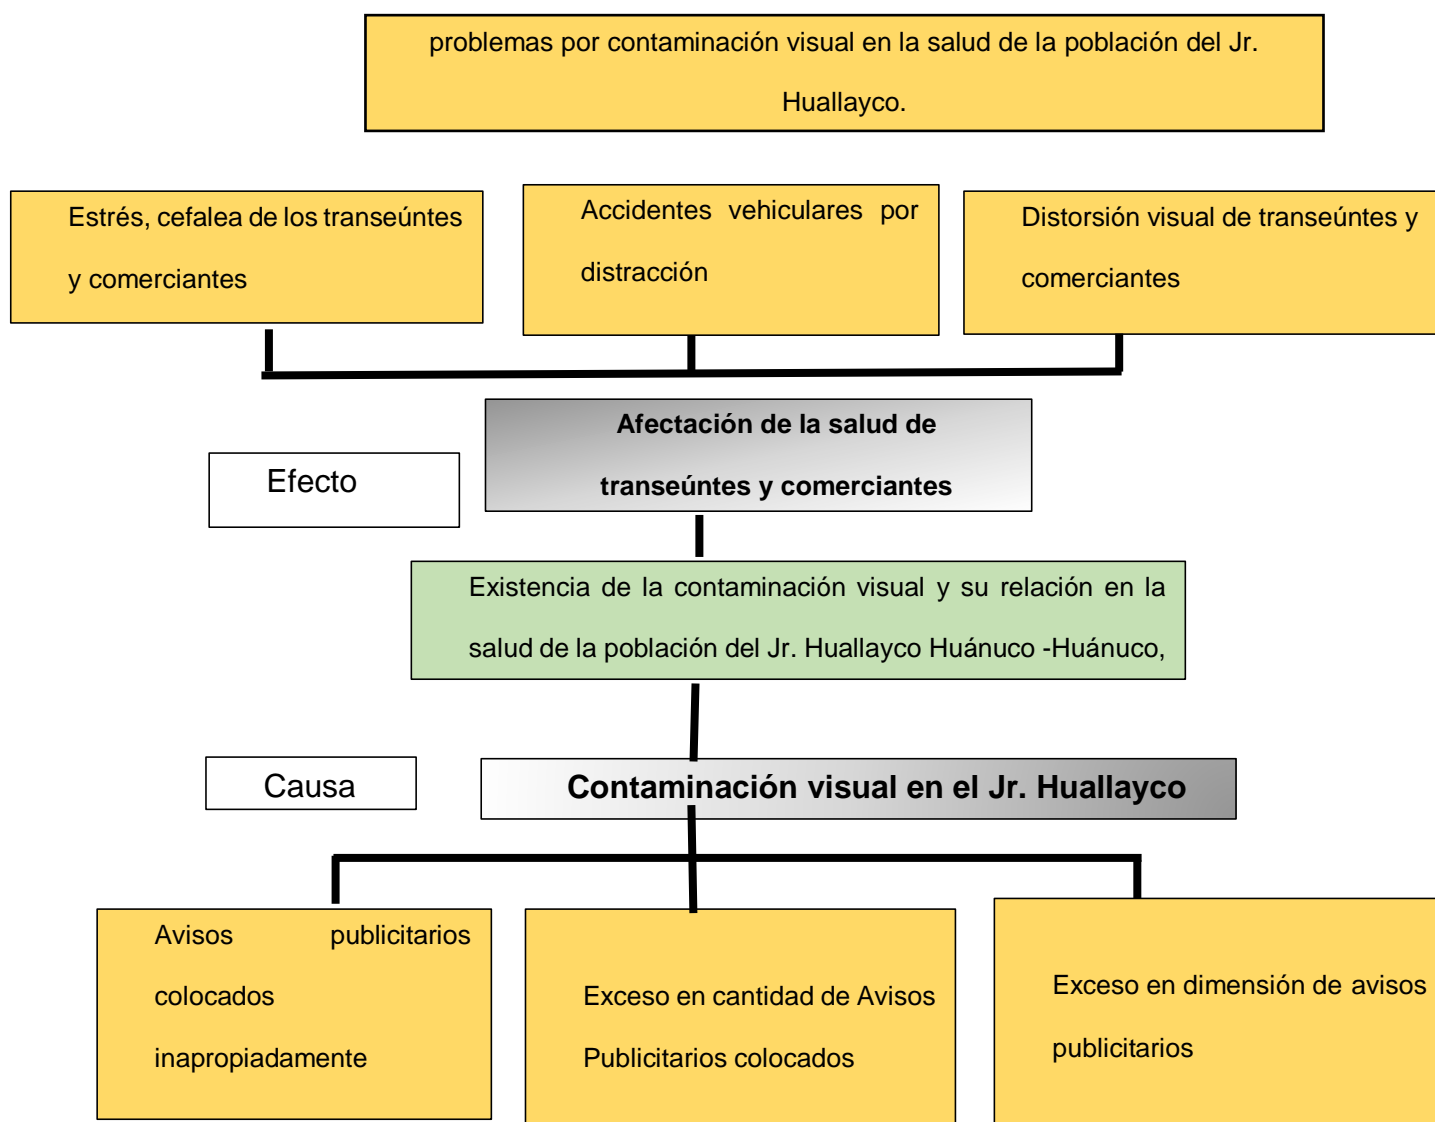 problemas por contaminación visual en la salud de la población del Jr.
Huallayco.
Estrés, cefalea de los transeúntes
y comerciantes
Accidentes vehiculares por
distracción
Distorsión visual de transeúntes y
comerciantes
Afectación de la salud de
transeúntes y comerciantes
Efecto
Existencia de la contaminación visual y su relación en la
salud de la población del Jr. Huallayco Huánuco -Huánuco,
Causa
Contaminación visual en el Jr. Huallayco
Avisos publicitarios
colocados
inapropiadamente
Exceso en cantidad de Avisos
Publicitarios colocados
Exceso en dimensión de avisos
publicitarios